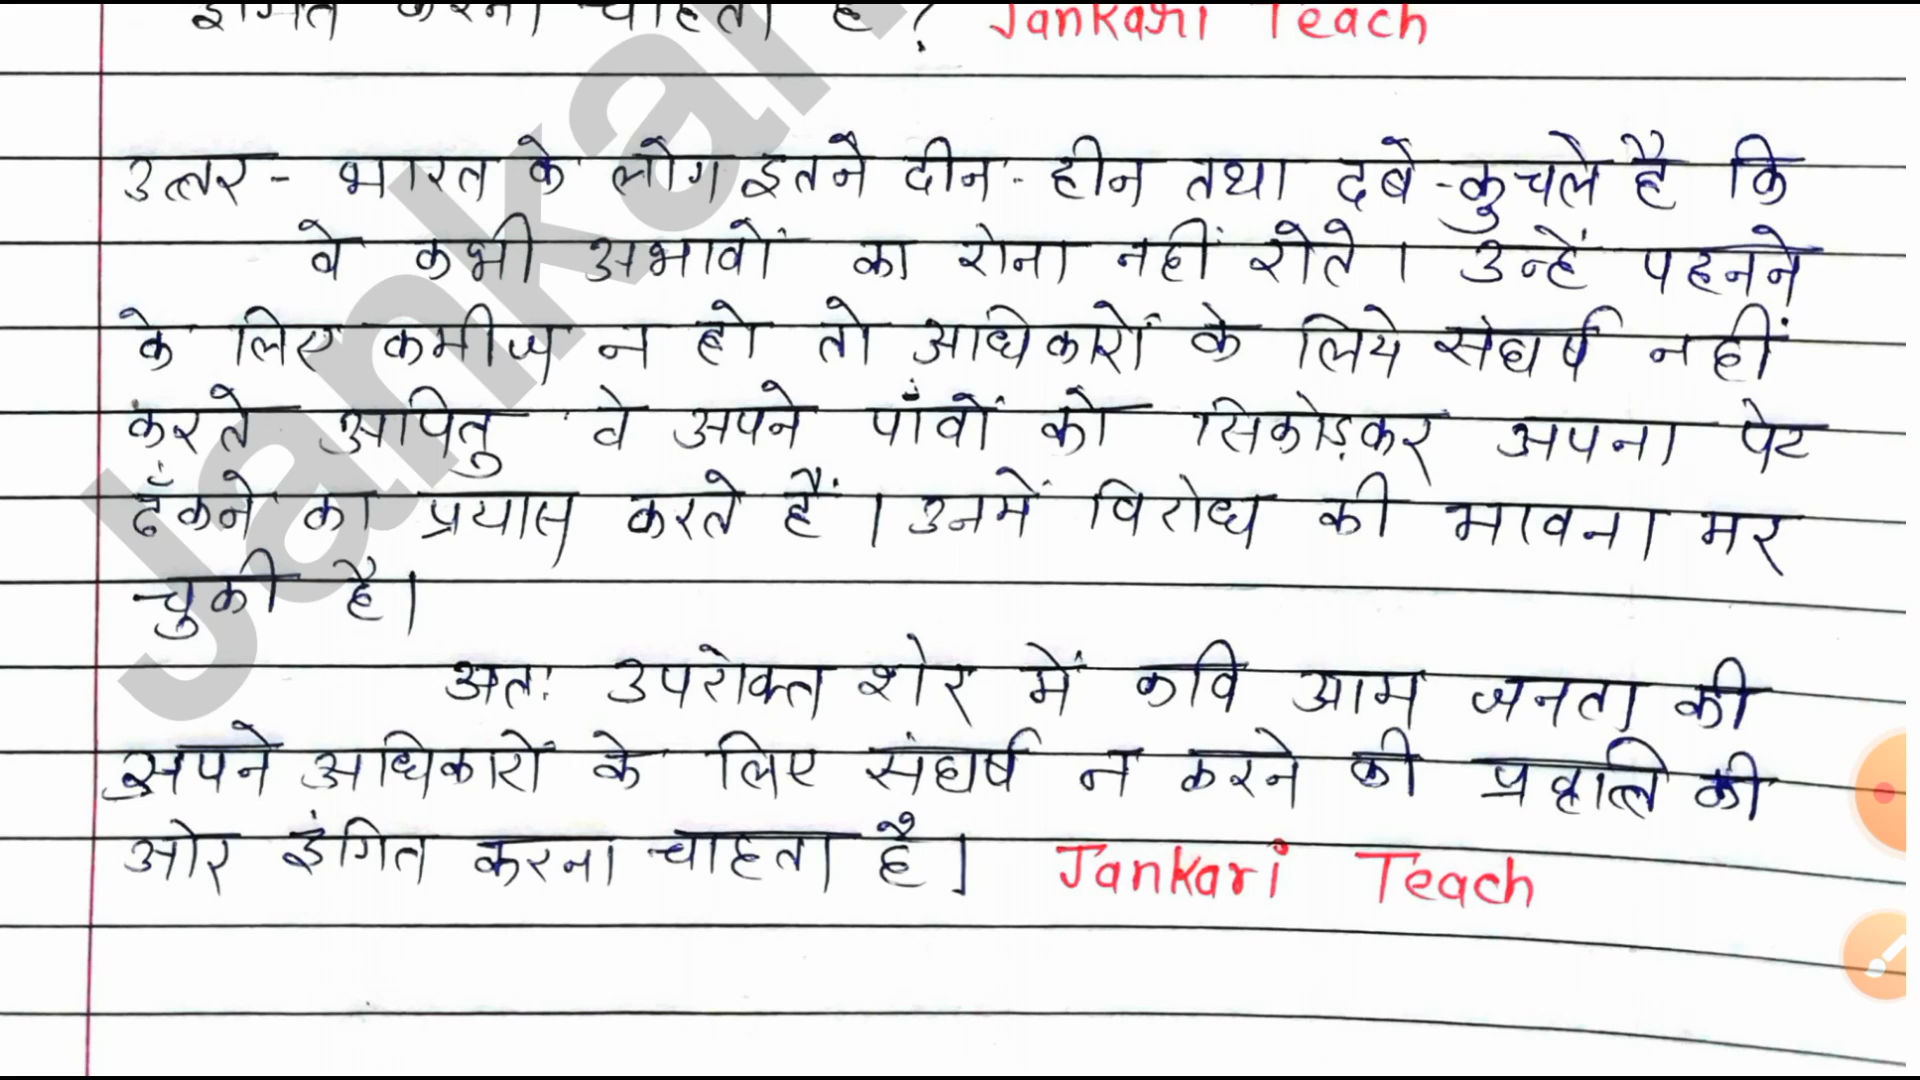 इंगित करना चाहता है? Jankari Teach
उत्तर- भारत के लोग इतने दीन-हीन तथा दबे-कुचले है कि
वे कभी अभावों का रोना नहीं रोते। उन्हें पहनने
के लिए कमीज न हो तो अधिकारों के लिये संघर्ष नहीं
करते अपितु वे अपने पाँवों को सिकोड़कर अपना पेट
ढँकने का प्रयास करते हैं। उनमें विरोध की भावना मर
चुकी है।
अतः उपरोक्त शेर में कवि आम जनता की
अपने अधिकारों के लिए संघर्ष न करने की प्रवृत्ति की
ओर इंगित करना चाहता है। Jankari Teach
Jankar